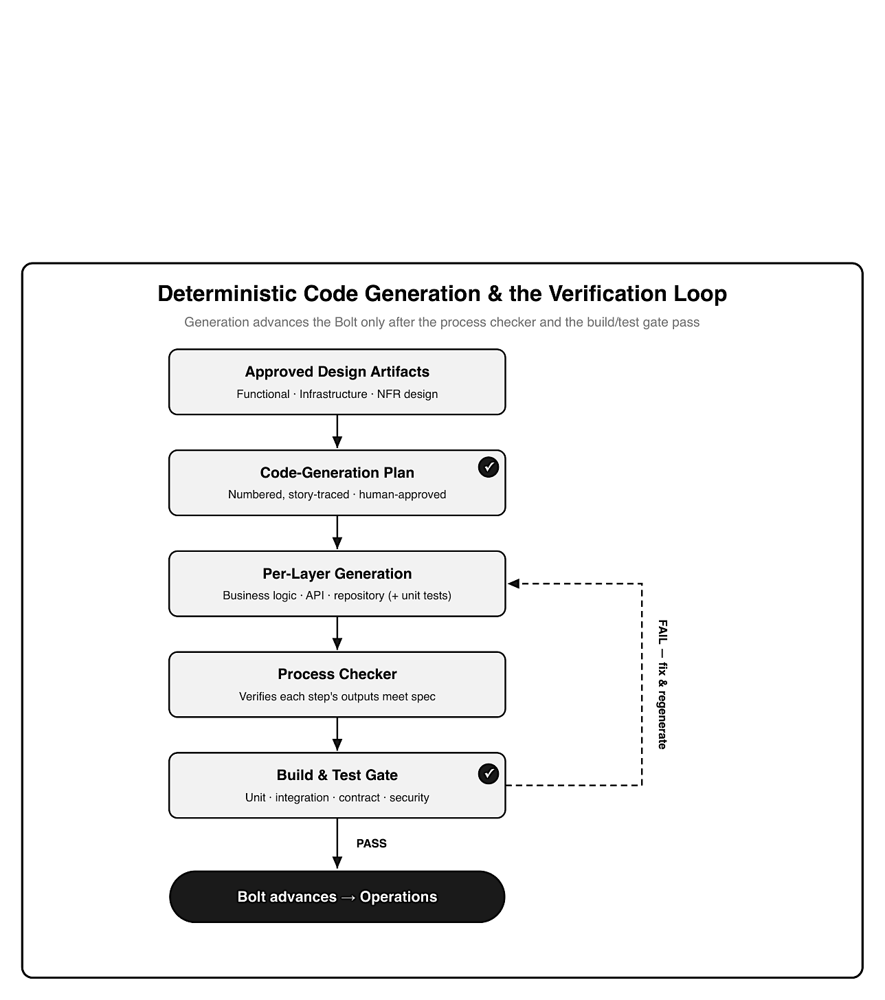 Deterministic Code Generation & the Verification Loop
Generation advances the Bolt only after the process checker and the build/test gate pass
Approved Design Artifacts
Functional · Infrastructure · NFR design
Code-Generation Plan
Numbered, story-traced · human-approved
Per-Layer Generation
Business logic · API · repository (+ unit tests)
Process Checker
Verifies each step's outputs meet spec
Build & Test Gate
Unit · integration · contract · security
FAIL — fix & regenerate
PASS
Bolt advances → Operations